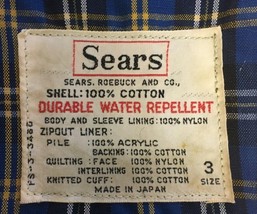 Sears
SEARS, ROEBUCK AND CO.,
SHELL: 100% COTTON
DURABLE WATER REPELLENT
BODY AND SLEEVE LINING: 100% NYLON
ZIPOUT LINER:
PILE : 100% ACRYLIC
BACKING: 100% COTTON
QUILTING : FACE 100% NYLON
INTERLINING 100% COTTON
KNITTED CUFF: 100% COTTON
MADE IN JAPAN
3
SIZE